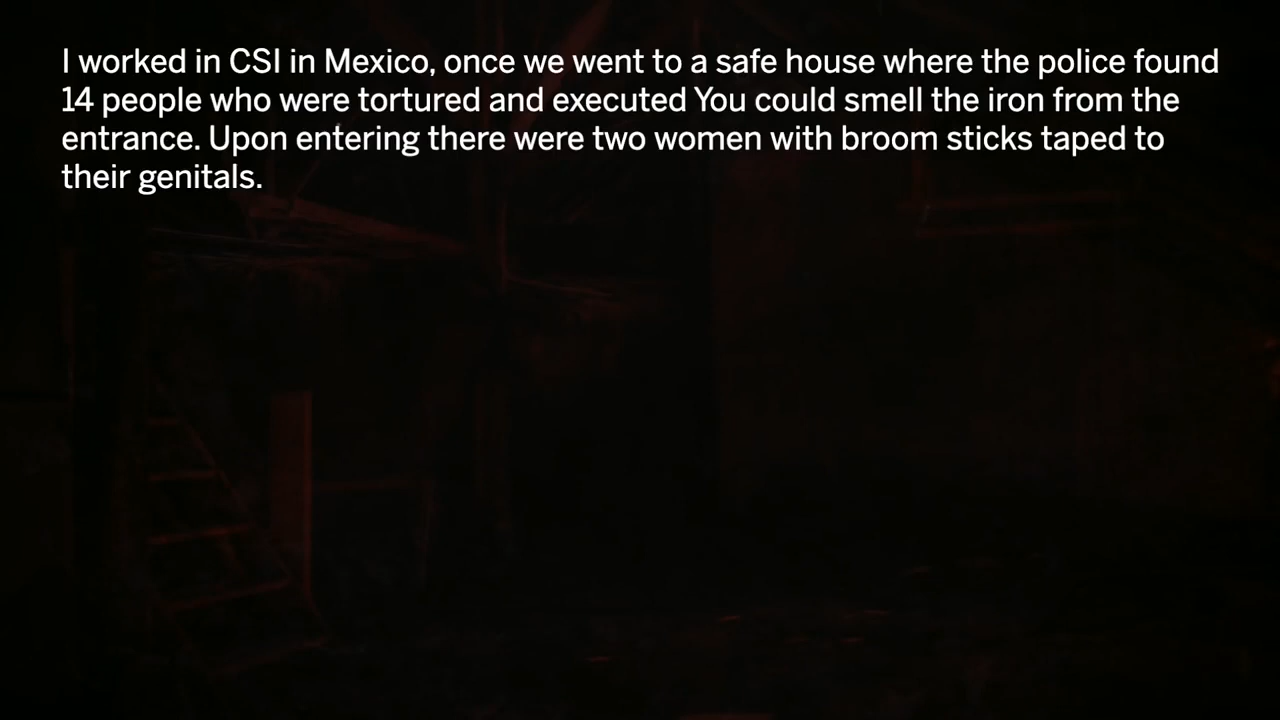 I worked in CSI in Mexico, once we went to a safe house where the police found
14 people who were tortured and executed You could smell the iron from the
entrance. Upon entering there were two women with broom sticks taped to
their genitals.